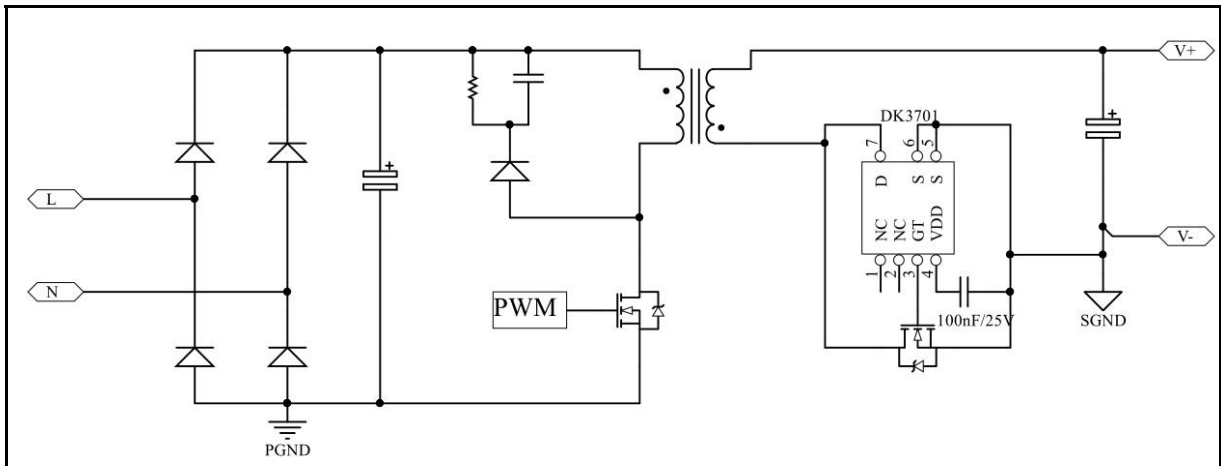 V+
DK3701
7
6
5
D
S
S
L
NC
NC
GT
VDD
V-
N
1
2
3
4
PWM
100nF/25V
SGND
PGND